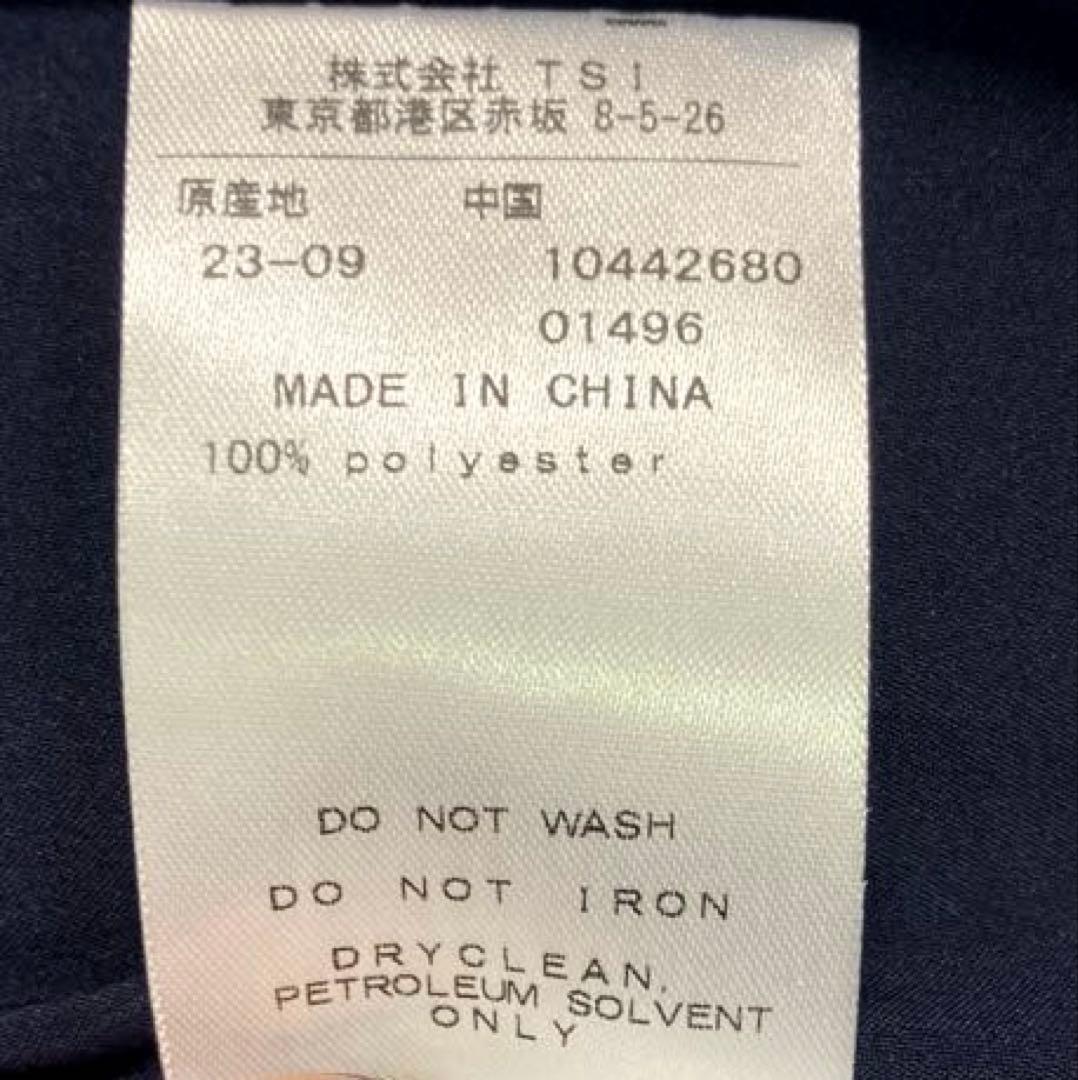 株式会社 TSI
東京都港区赤坂 8-5-26
原産地 中国
23-09 10442680
01496
MADE IN CHINA
100% polyester
DO NOT WASH
DO NOT IRON
DRYCLEAN.
PETROLEUM SOLVENT
ONLY